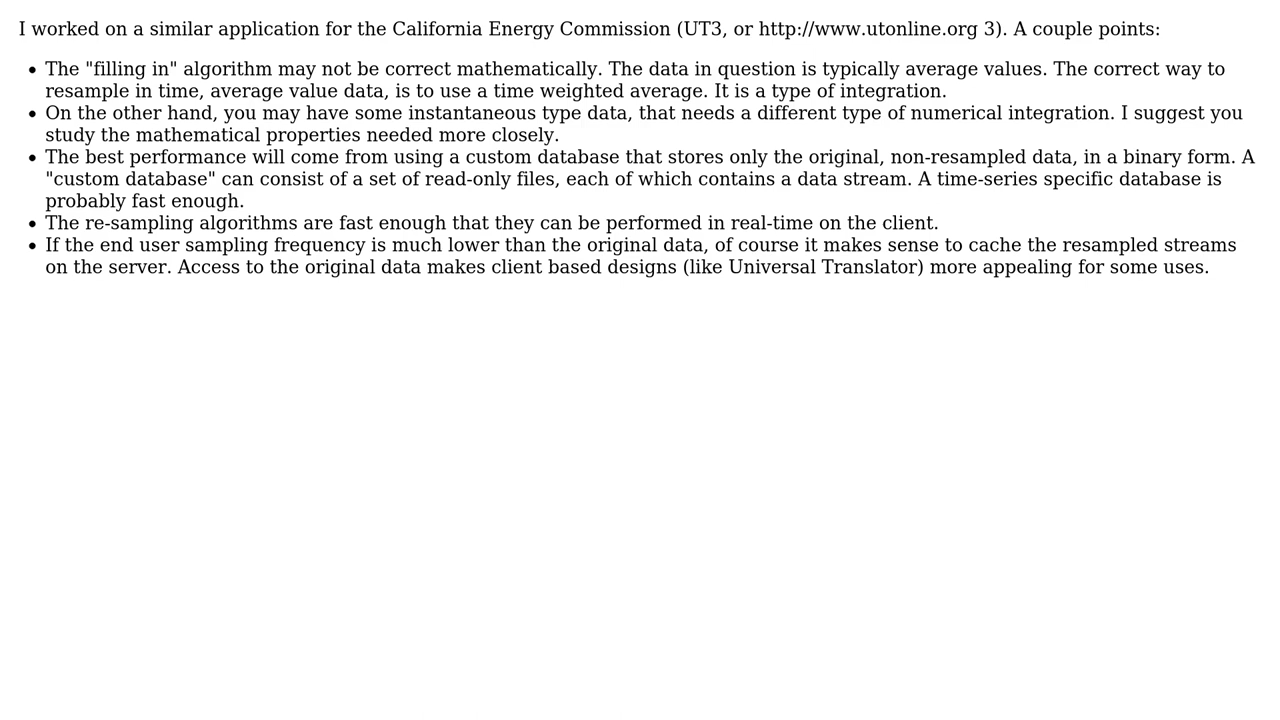 I worked on a similar application for the California Energy Commission (UT3, or http://www.utonline.org 3). A couple points:
• The "filling in" algorithm may not be correct mathematically. The data in question is typically average values. The correct way to
resample in time, average value data, is to use a time weighted average. It is a type of integration.
• On the other hand, you may have some instantaneous type data, that needs a different type of numerical integration. I suggest you
study the mathematical properties needed more closely.
• The best performance will come from using a custom database that stores only the original, non-resampled data, in a binary form. A
"custom database" can consist of a set of read-only files, each of which contains a data stream. A time-series specific database is
probably fast enough.
• The re-sampling algorithms are fast enough that they can be performed in real-time on the client.
• If the end user sampling frequency is much lower than the original data, of course it makes sense to cache the resampled streams
on the server. Access to the original data makes client based designs (like Universal Translator) more appealing for some uses.